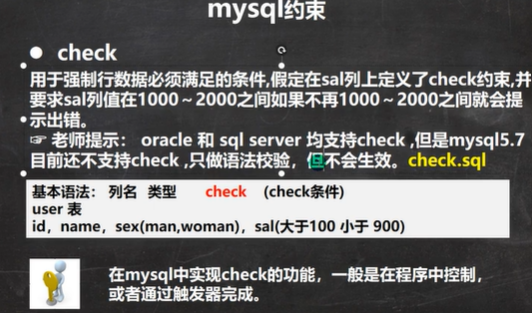 mysql约束
● check
用于强制行数据必须满足的条件,假定在sal列上定义了check约束,并
要求sal列值在1000～2000之间如果不再1000～2000之间就会提
示出错。
☞ 老师提示： oracle 和 sql server 均支持check ,但是mysql5.7
目前还不支持check ,只做语法校验，但不会生效。check.sql
基本语法： 列名 类型 check (check条件)
user 表
id，name，sex(man,woman)，sal(大于100 小于 900)
在mysql中实现check的功能，一般是在程序中控制，
或者通过触发器完成。